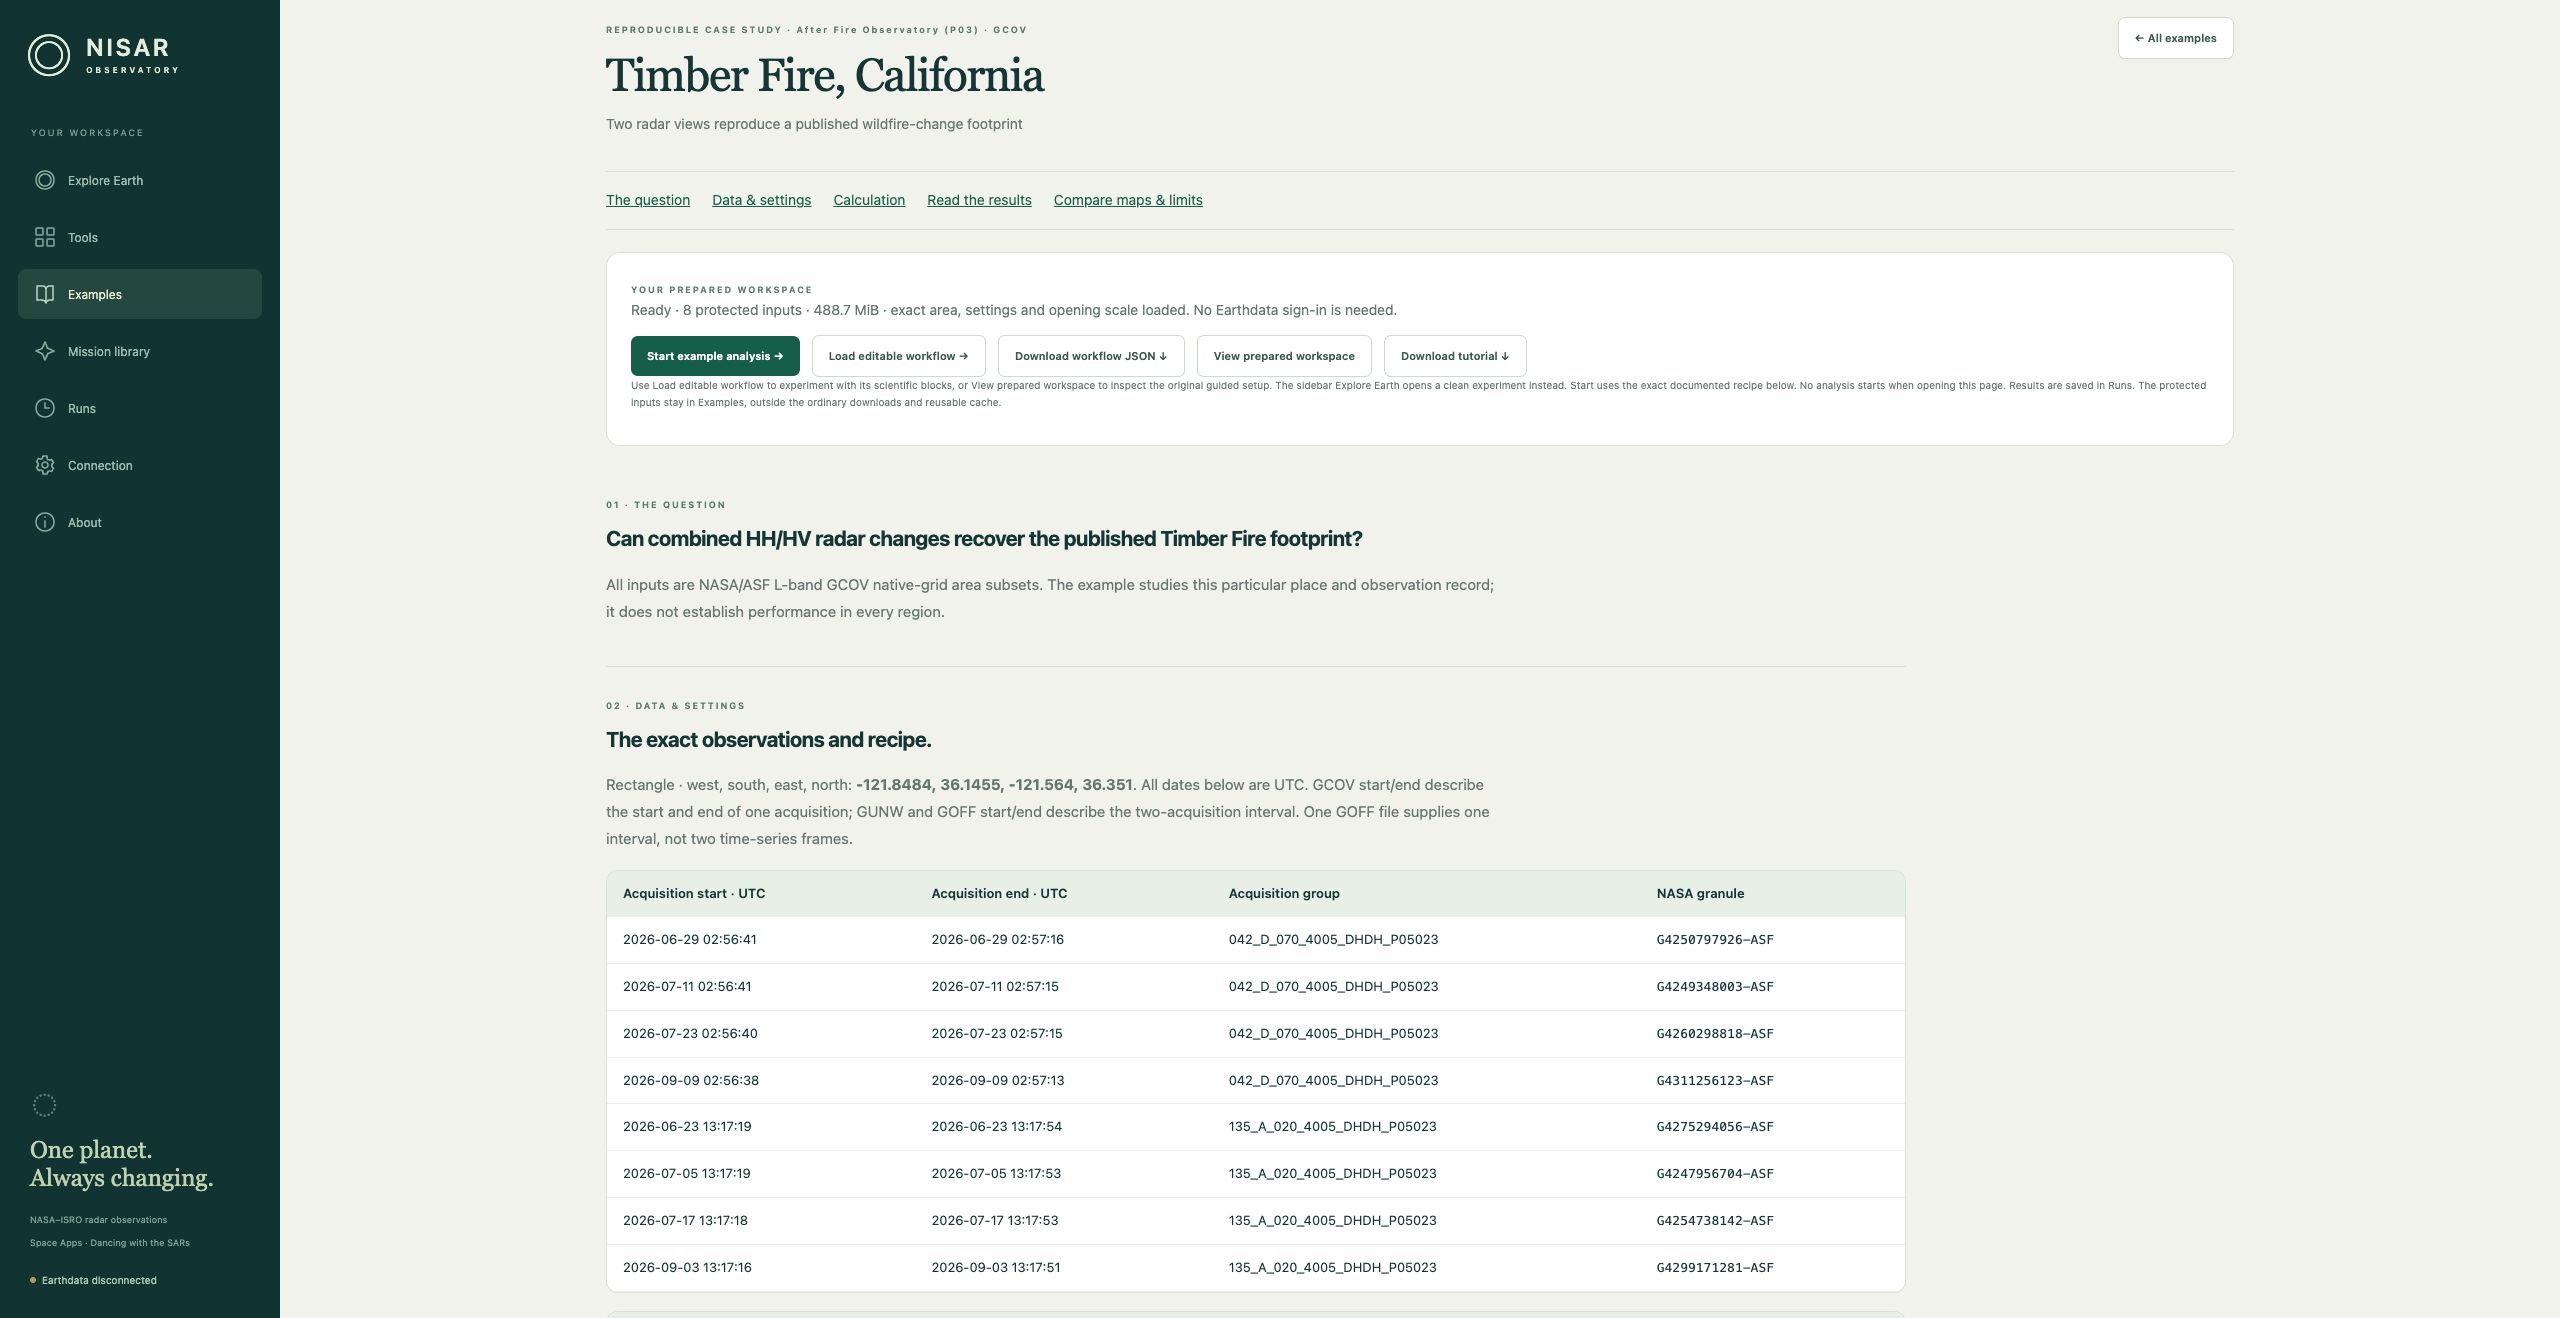 NISAR
OBSERVATORY
YOUR WORKSPACE
Explore Earth
Tools
Examples
Mission library
Runs
Connection
About
One planet.
Always changing.
NASA–ISRO radar observations
Space Apps · Dancing with the SARs
Earthdata disconnected
REPRODUCIBLE CASE STUDY · After Fire Observatory (P03) · GCOV
← All examples
Timber Fire, California
Two radar views reproduce a published wildfire-change footprint
The question Data & settings Calculation Read the results Compare maps & limits
YOUR PREPARED WORKSPACE
Ready · 8 protected inputs · 488.7 MiB · exact area, settings and opening scale loaded. No Earthdata sign-in is needed.
Start example analysis → Load editable workflow → Download workflow JSON ↓ View prepared workspace Download tutorial ↓
Use Load editable workflow to experiment with its scientific blocks, or View prepared workspace to inspect the original guided setup. The sidebar Explore Earth opens a clean experiment instead. Start uses the exact documented recipe below. No analysis starts when opening this page. Results are saved in Runs. The protected
inputs stay in Examples, outside the ordinary downloads and reusable cache.
01 · THE QUESTION
Can combined HH/HV radar changes recover the published Timber Fire footprint?
All inputs are NASA/ASF L-band GCOV native-grid area subsets. The example studies this particular place and observation record;
it does not establish performance in every region.
02 · DATA & SETTINGS
The exact observations and recipe.
Rectangle · west, south, east, north: -121.8484, 36.1455, -121.564, 36.351. All dates below are UTC. GCOV start/end describe
the start and end of one acquisition; GUNW and GOFF start/end describe the two-acquisition interval. One GOFF file supplies one
interval, not two time-series frames.
Acquisition start · UTC Acquisition end · UTC Acquisition group NASA granule
2026-06-29 02:56:41 2026-06-29 02:57:16 042_D_070_4005_DHDH_P05023 G4250797926-ASF
2026-07-11 02:56:41 2026-07-11 02:57:15 042_D_070_4005_DHDH_P05023 G4249348003-ASF
2026-07-23 02:56:40 2026-07-23 02:57:15 042_D_070_4005_DHDH_P05023 G4260298818-ASF
2026-09-09 02:56:38 2026-09-09 02:57:13 042_D_070_4005_DHDH_P05023 G4311256123-ASF
2026-06-23 13:17:19 2026-06-23 13:17:54 135_A_020_4005_DHDH_P05023 G4275294056-ASF
2026-07-05 13:17:19 2026-07-05 13:17:53 135_A_020_4005_DHDH_P05023 G4247956704-ASF
2026-07-17 13:17:18 2026-07-17 13:17:53 135_A_020_4005_DHDH_P05023 G4254738142-ASF
2026-09-03 13:17:16 2026-09-03 13:17:51 135_A_020_4005_DHDH_P05023 G4299171281-ASF